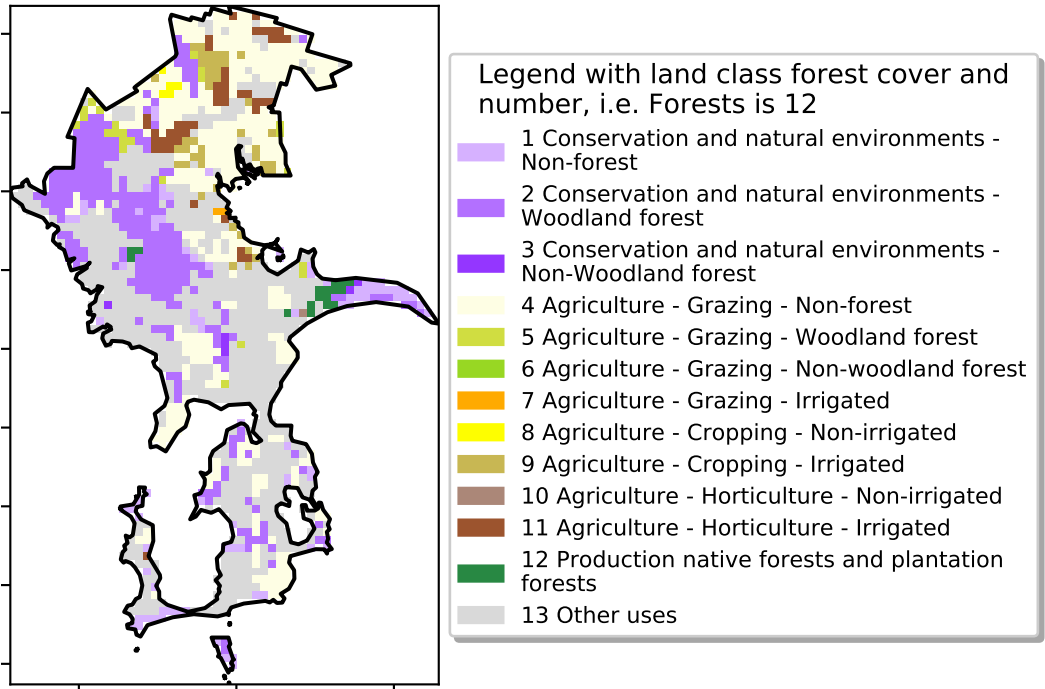 Legend with land class forest cover and
number, i.e. Forests is 12
1 Conservation and natural environments -
Non-forest
2 Conservation and natural environments -
Woodland forest
3 Conservation and natural environments -
Non-Woodland forest
4 Agriculture - Grazing - Non-forest
5 Agriculture - Grazing - Woodland forest
6 Agriculture - Grazing - Non-woodland forest
7 Agriculture - Grazing - Irrigated
8 Agriculture - Cropping - Non-irrigated
9 Agriculture - Cropping - Irrigated
10 Agriculture - Horticulture - Non-irrigated
11 Agriculture - Horticulture - Irrigated
12 Production native forests and plantation
forests
13 Other uses